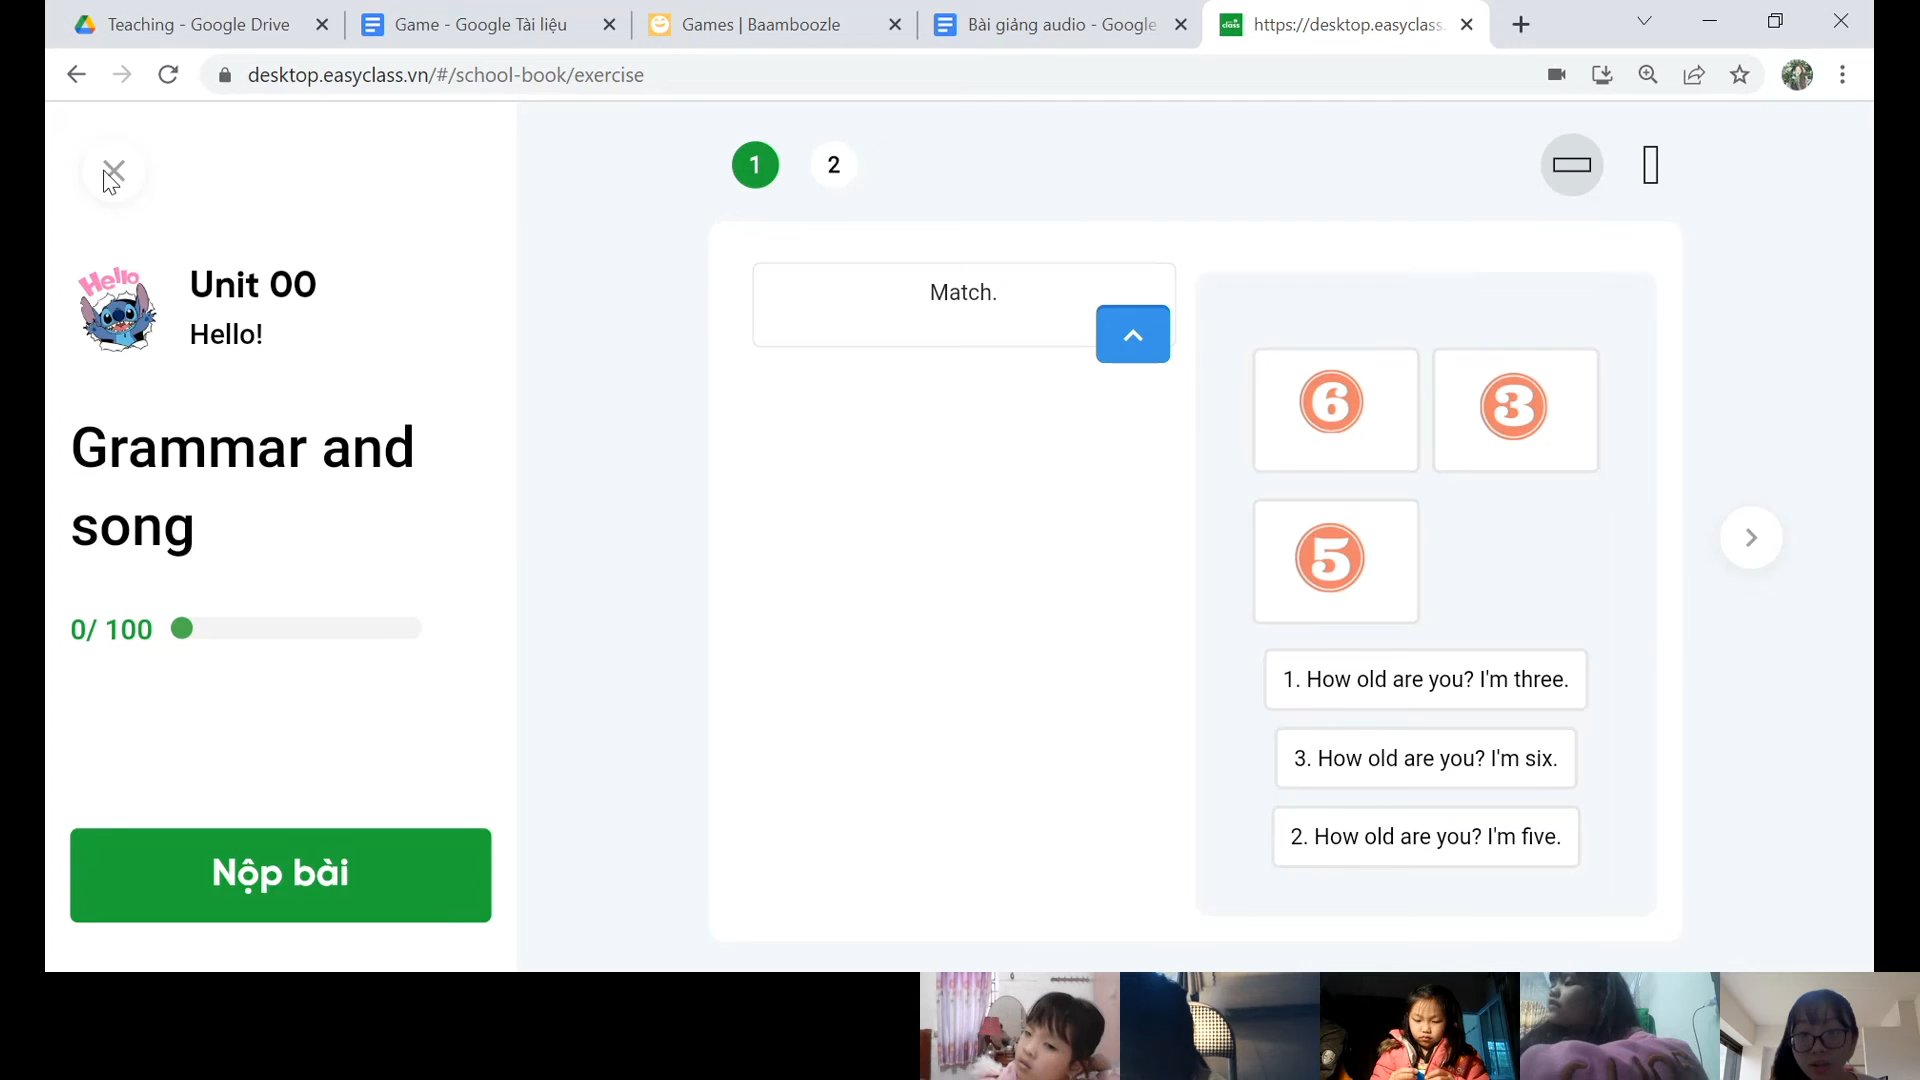 Teaching - Google Drive
Game - Google Tài liệu
Games | Baamboozle
Bài giảng audio - Google
https://desktop.easyclass.
desktop.easyclass.vn/#/school-book/exercise
1
2
Hello
Unit 00
Hello!
Grammar and
song
0/ 100
Nộp bài
Match.
6
3
5
1. How old are you? I'm three.
3. How old are you? I'm six.
2. How old are you? I'm five.